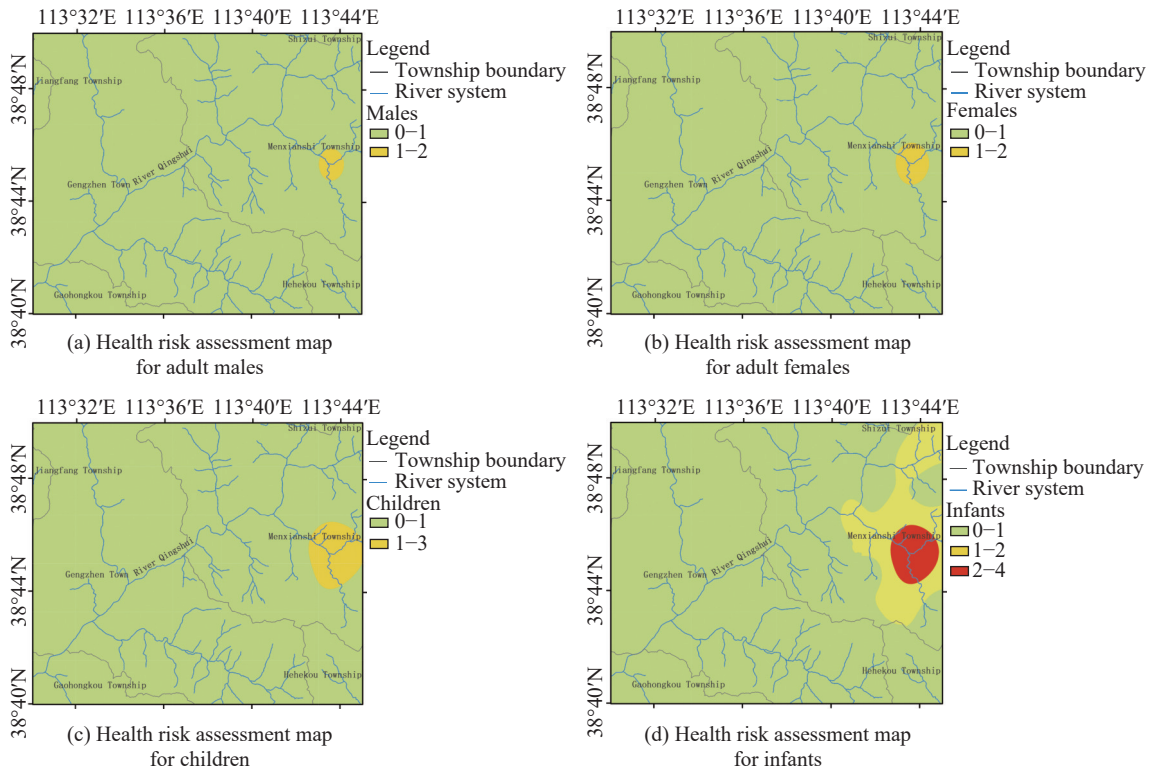 113°32′E 113°36′E 113°40′E 113°44′E
38°48′N
38°44′N
38°40′N
Shizui Township
Jiangfang Township
Menxianshi Township
River Qingshui
Gengzhen Town
Hehekou Township
Gaohongkou Township
Legend
Township boundary
River system
Males
0−1
1−2
(a) Health risk assessment map
for adult males
113°32′E 113°36′E 113°40′E 113°44′E
38°48′N
38°44′N
38°40′N
Shizui Township
Jiangfang Township
Menxianshi Township
River Qingshui
Gengzhen Town
Hehekou Township
Gaohongkou Township
Legend
Township boundary
River system
Females
0−1
1−2
(b) Health risk assessment map
for adult females
113°32′E 113°36′E 113°40′E 113°44′E
38°48′N
38°44′N
38°40′N
Shizui Township
Jiangfang Township
Menxianshi Township
River Qingshui
Gengzhen Town
Hehekou Township
Gaohongkou Township
Legend
Township boundary
River system
Children
0−1
1−3
(c) Health risk assessment map
for children
113°32′E 113°36′E 113°40′E 113°44′E
38°48′N
38°44′N
38°40′N
Shizui Township
Jiangfang Township
Menxianshi Township
River Qingshui
Gengzhen Town
Hehekou Township
Gaohongkou Township
Legend
Township boundary
River system
Infants
0−1
1−2
2−4
(d) Health risk assessment map
for infants